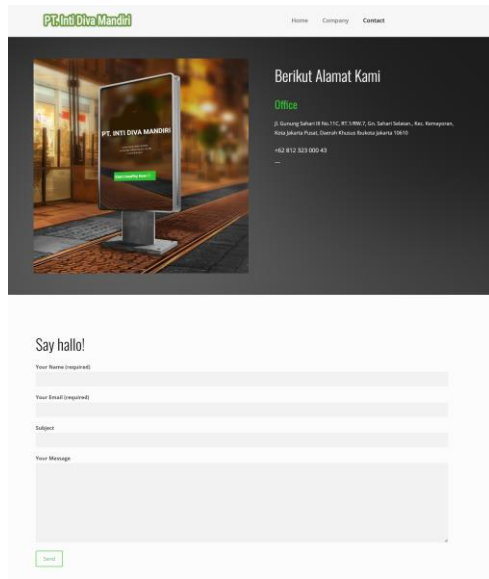 PT. Inti Diva Mandiri
Home Company Contact
PT. INTI DIVA MANDIRI
Berikut Alamat Kami
Office
Jl. Gunung Sahari III No.11C, RT.1/RW.7, Gn. Sahari Selatan., Kec. Kemayoran,
Kota Jakarta Pusat, Daerah Khusus Ibukota Jakarta 10610
+62 812 323 000 43
—
Say hallo!
Your Name (required)
Your Email (required)
Subject
Your Message
Send